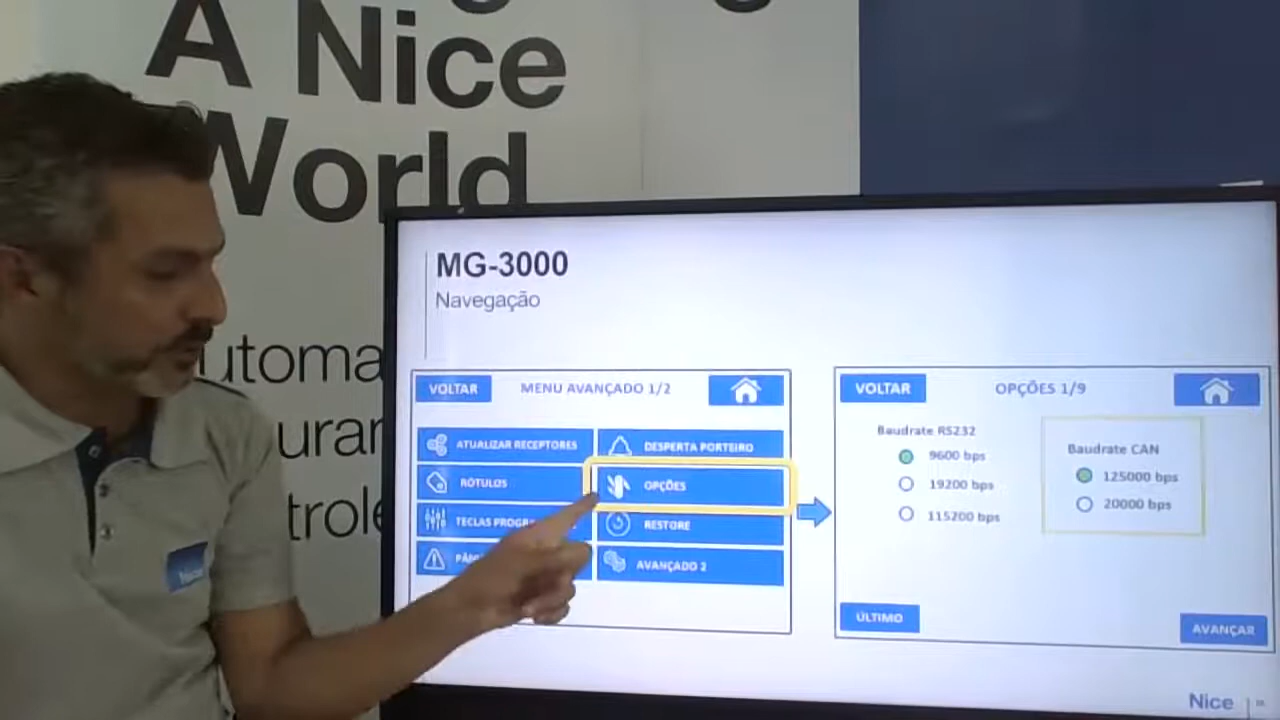 A Nice
World
utoma
urar
trole
MG-3000
Navegação
VOLTAR
MENU AVANÇADO 1/2
ATUALIZAR RECEPTORES
DESPERTA PORTEIRO
RÓTULOS
OPÇÕES
TECLAS PROGR
RESTORE
AVANÇADO 2
VOLTAR
OPÇÕES 1/9
Baudrate RS232
9600 bps
19200 bps
115200 bps
Baudrate CAN
125000 bps
20000 bps
ÚLTIMO
AVANÇAR
Nice
Nice